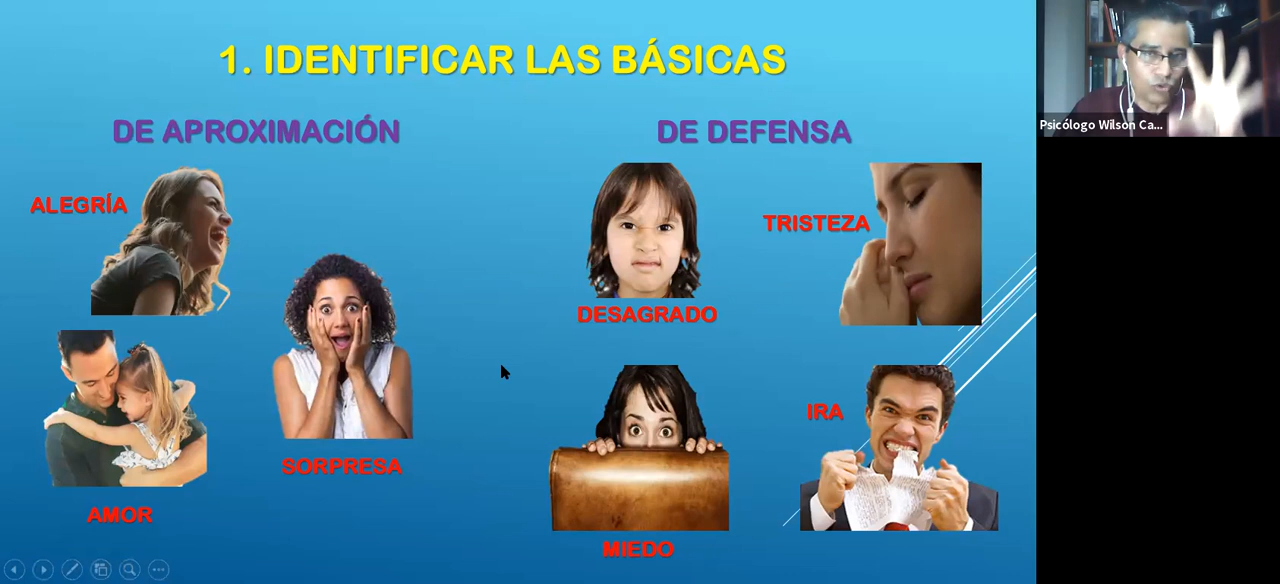 1. IDENTIFICAR LAS BÁSICAS
DE APROXIMACIÓN
DE DEFENSA
ALEGRÍA
SORPRESA
AMOR
DESAGRADO
TRISTEZA
MIEDO
IRA
Psicólogo Wilson Ca...